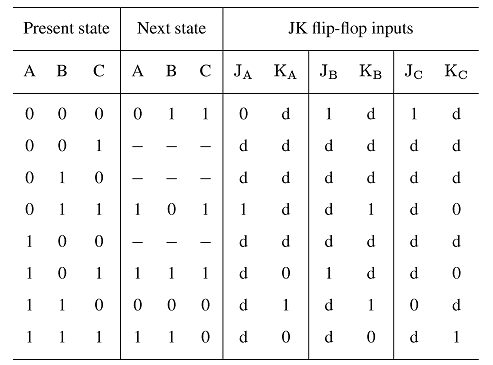 Present state Next state JK flip-flop inputs
A B C A B C J_A K_A J_B K_B J_C K_C
0 0 0 0 1 1 0 d 1 d 1 d
0 0 1 – – – d d d d d d
0 1 0 – – – d d d d d d
0 1 1 1 0 1 1 d d 1 d 0
1 0 0 – – – d d d d d d
1 0 1 1 1 1 d 0 1 d d 0
1 1 0 0 0 0 d 1 d 1 0 d
1 1 1 1 1 0 d 0 d 0 d 1